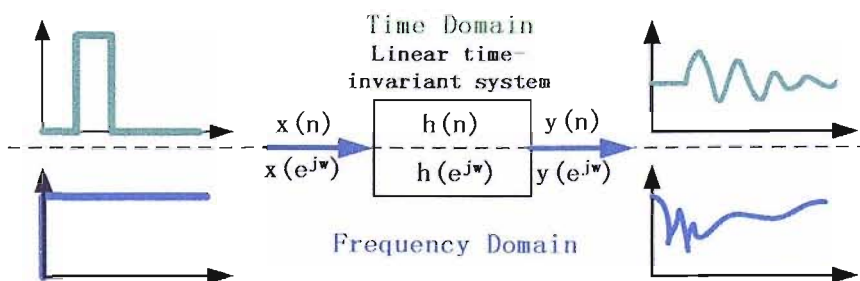 Time Domain
Linear time-
invariant system
x(n)
h(n)
y(n)
x(e^jw)
h(e^jw)
y(e^jw)
Frequency Domain